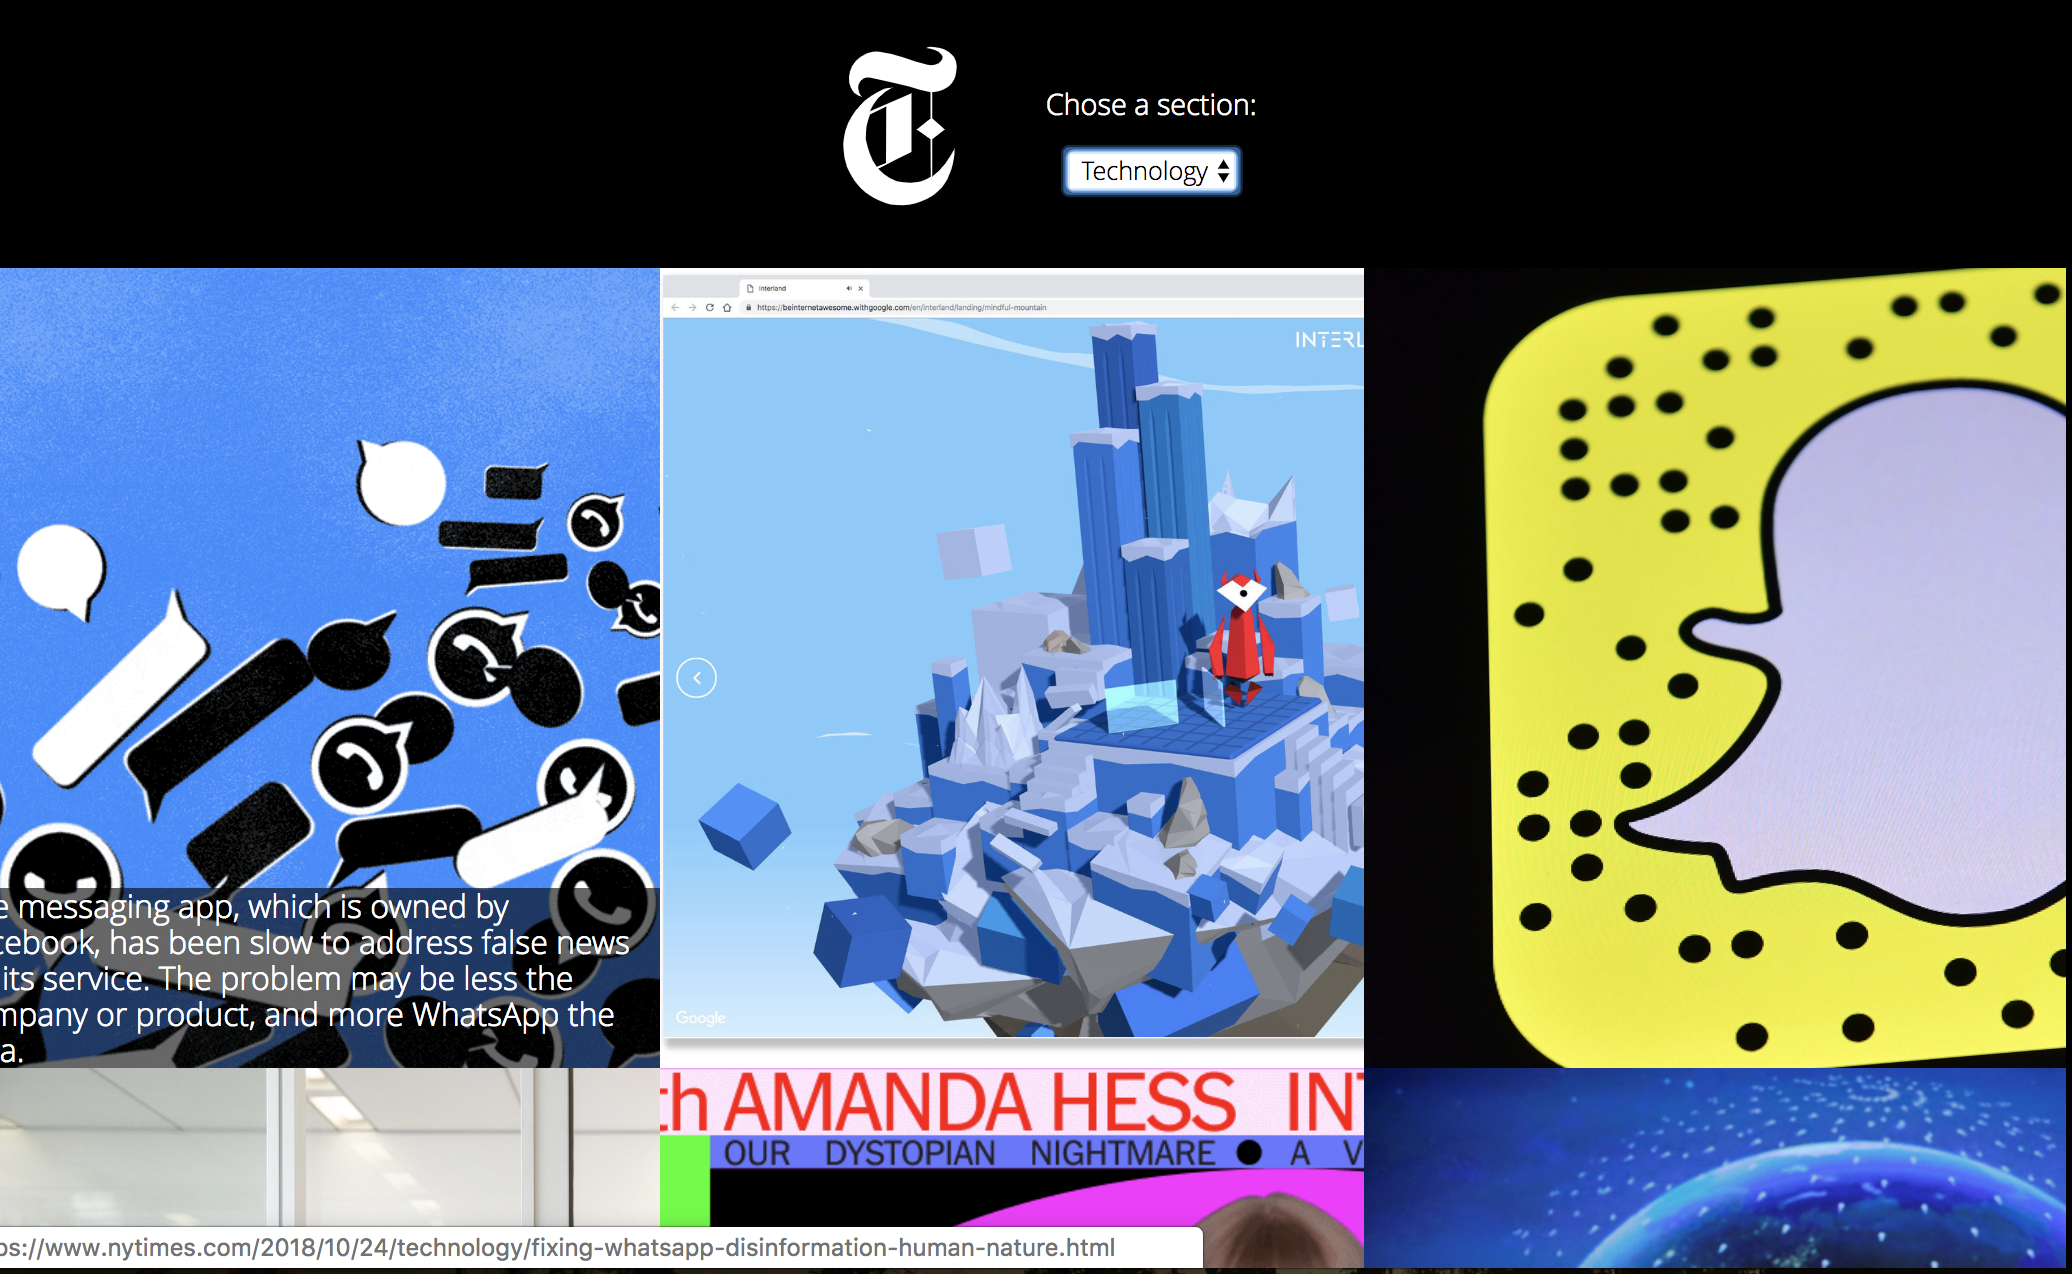 Chose a section:
Technology
Interland
https://beinternetawesome.withgoogle.com/en/interland/landing/mindful-mountain
INTERL
e messaging app, which is owned by
cebook, has been slow to address false news
its service. The problem may be less the
mpany or product, and more WhatsApp the
a.
Google
th AMANDA HESS INT
OUR DYSTOPIAN NIGHTMARE ● A V
ps://www.nytimes.com/2018/10/24/technology/fixing-whatsapp-disinformation-human-nature.html